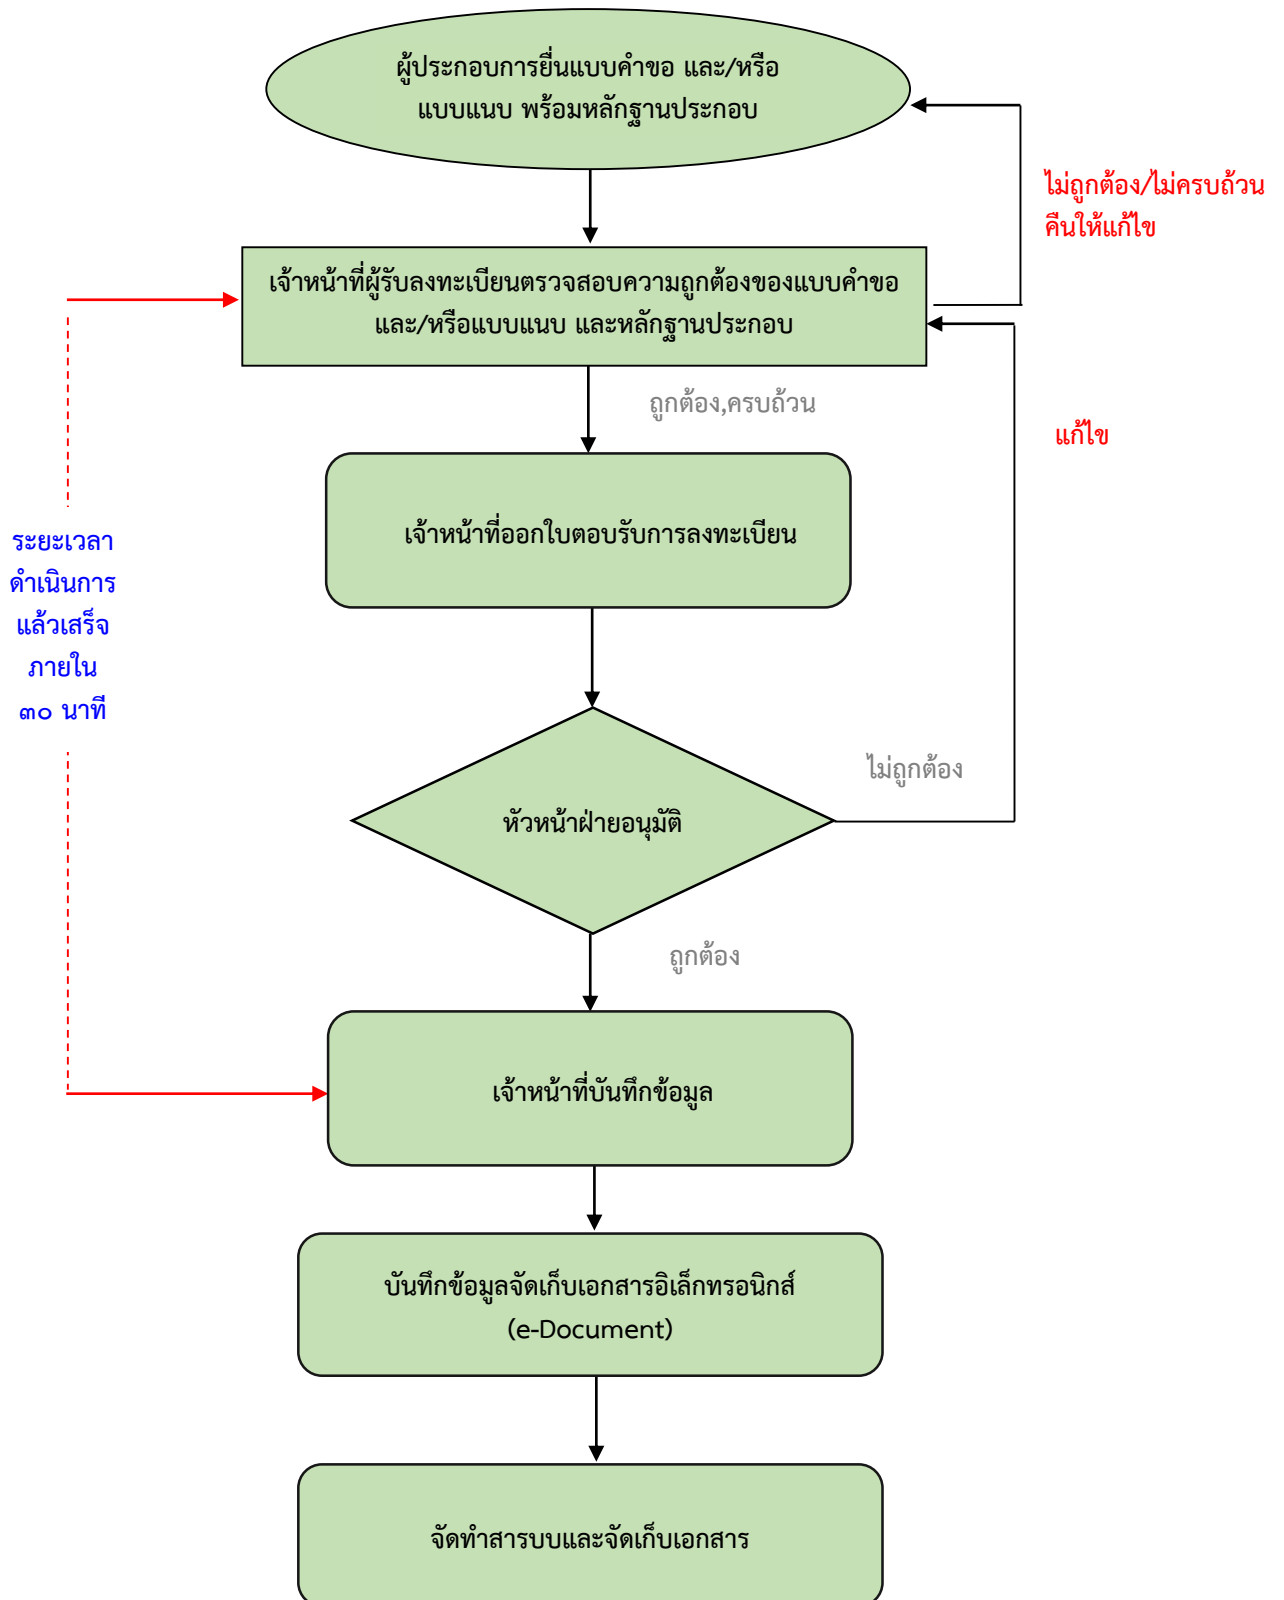 ผู้ประกอบการยื่นแบบคำขอ และ/หรือ
แบบแนบ พร้อมหลักฐานประกอบ
ไม่ถูกต้อง/ไม่ครบถ้วน
คืนให้แก้ไข
เจ้าหน้าที่ผู้รับลงทะเบียนตรวจสอบความถูกต้องของแบบคำขอ
และ/หรือแบบแนบ และหลักฐานประกอบ
ถูกต้อง,ครบถ้วน
แก้ไข
เจ้าหน้าที่ออกใบตอบรับการลงทะเบียน
ระยะเวลา
ดำเนินการ
แล้วเสร็จ
ภายใน
๓๐ นาที
ไม่ถูกต้อง
หัวหน้าฝ่ายอนุมัติ
ถูกต้อง
เจ้าหน้าที่บันทึกข้อมูล
บันทึกข้อมูลจัดเก็บเอกสารอิเล็กทรอนิกส์
(e-Document)
จัดทำสารบบและจัดเก็บเอกสาร